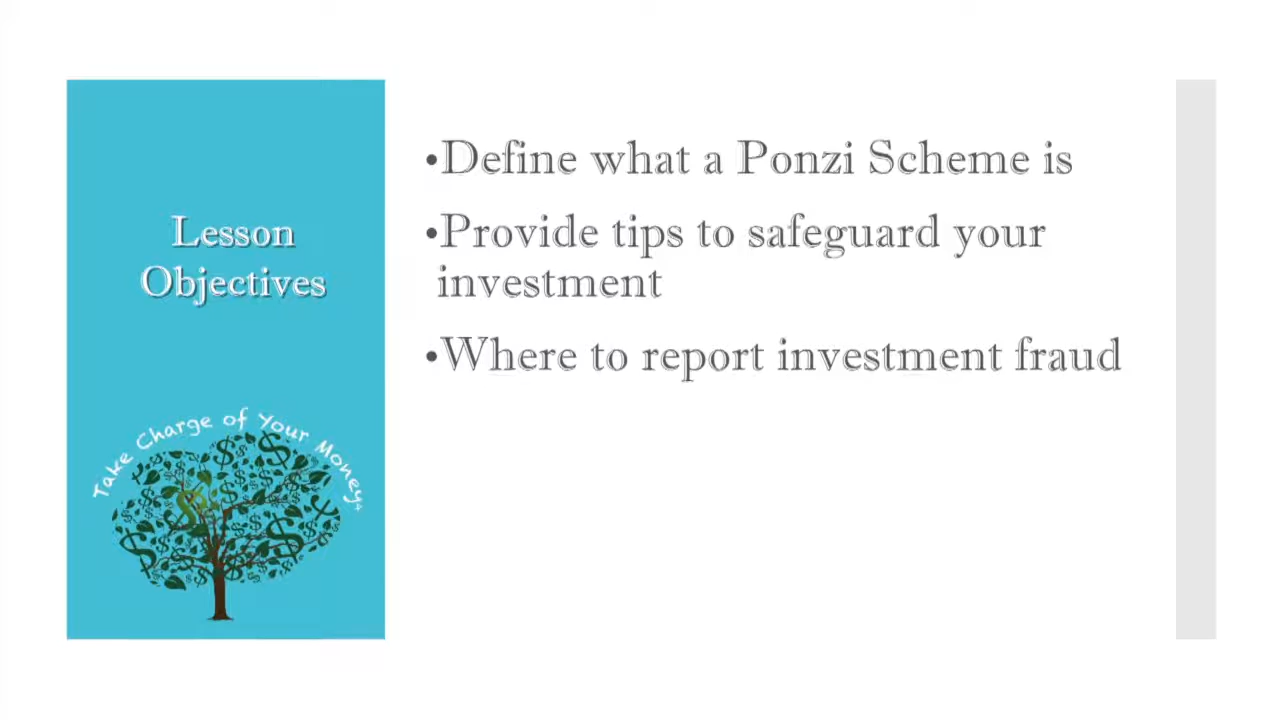 Lesson
Objectives
Take Charge of Your Money
•Define what a Ponzi Scheme is
•Provide tips to safeguard your
investment
•Where to report investment fraud